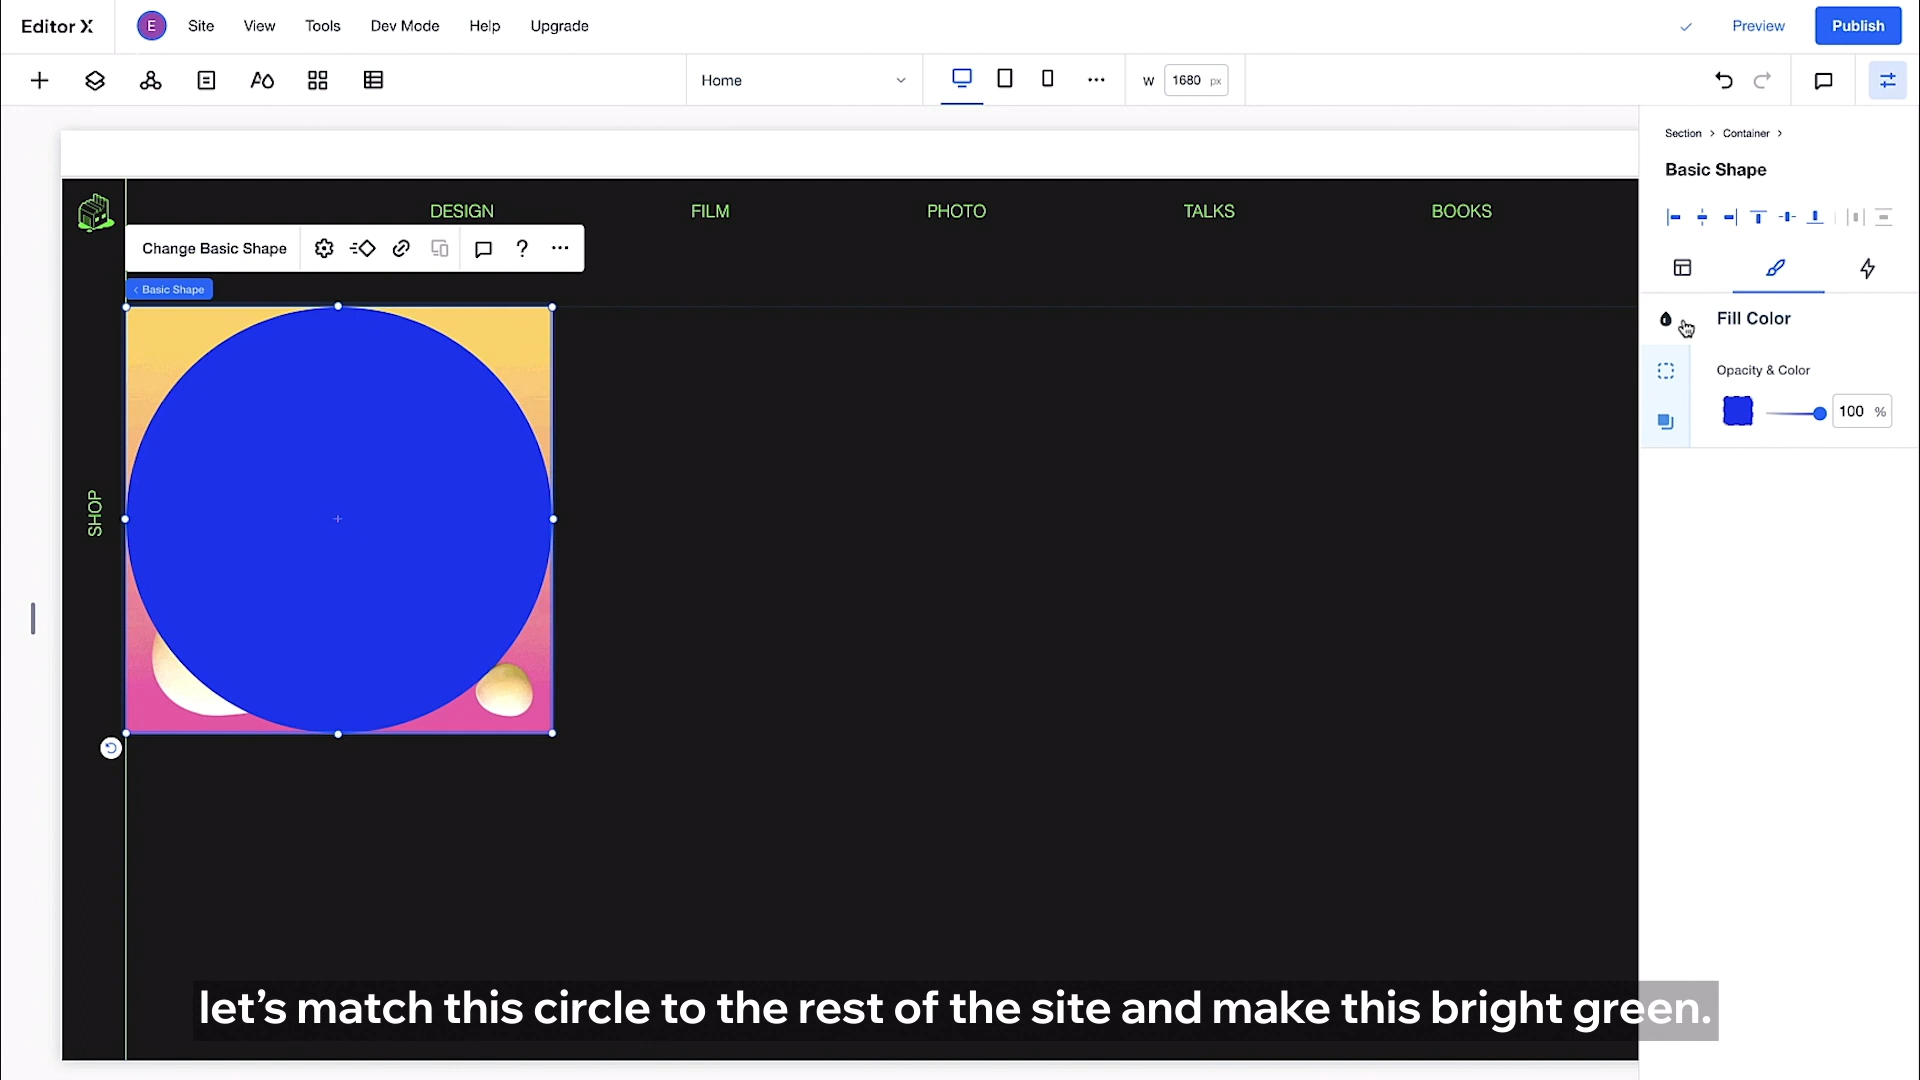 Editor X
E
Site
View
Tools
Dev Mode
Help
Upgrade
Preview
Publish
Home
W
1680 px
Section > Container >
Basic Shape
DESIGN
FILM
PHOTO
TALKS
BOOKS
Change Basic Shape
?
< Basic Shape
Fill Color
Opacity & Color
100 %
SHOP
let's match this circle to the rest of the site and make this bright green.